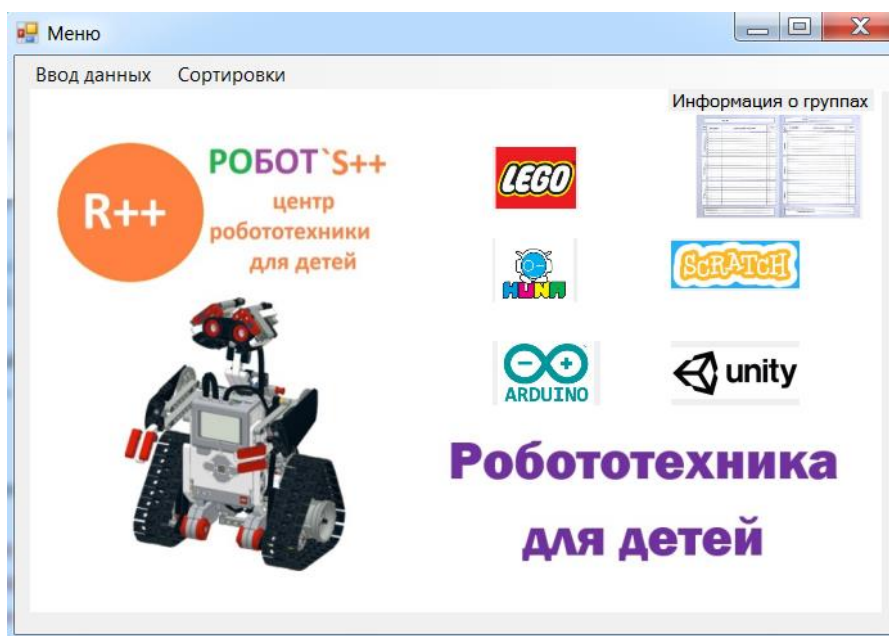 Меню
Ввод данных Сортировки
Информация о группах
R++
РОБОТ`S++
центр
робототехники
для детей
LEGO
HUNA
SCRATCH
ARDUINO
unity
Робототехника
для детей